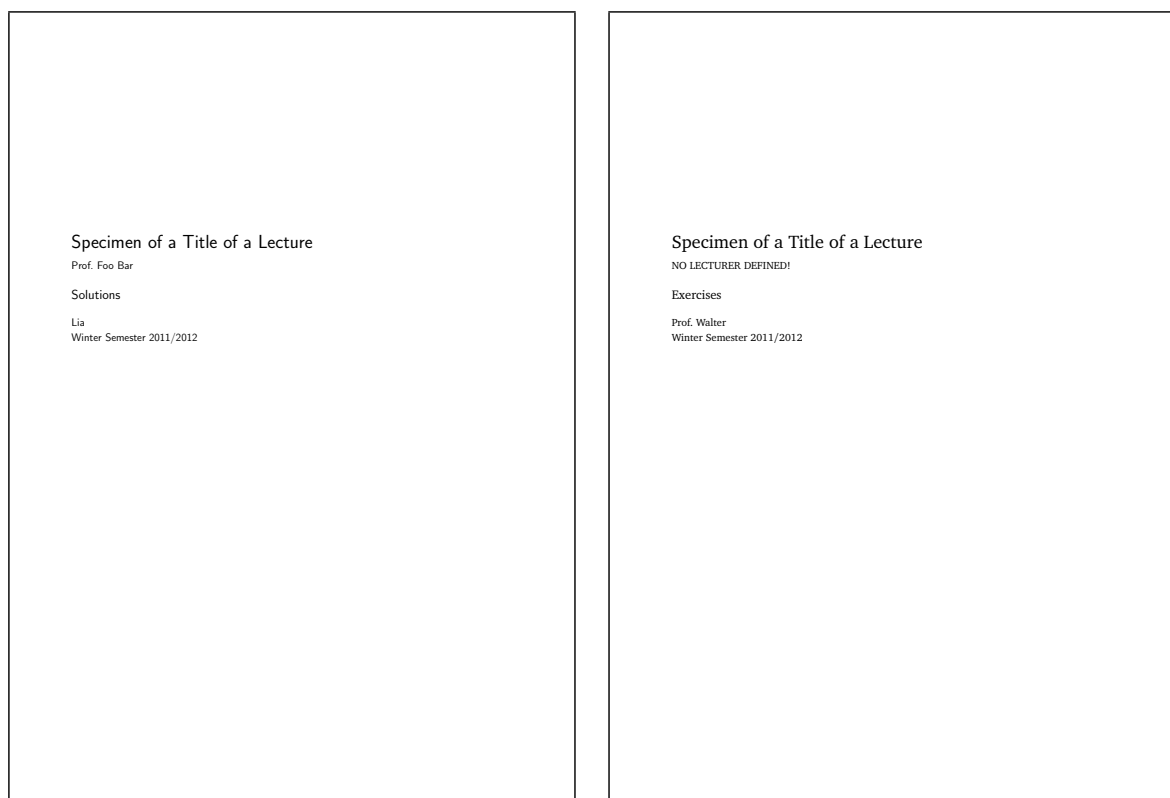 Specimen of a Title of a Lecture
Prof. Foo Bar
Solutions
Lia
Winter Semester 2011/2012
Specimen of a Title of a Lecture
NO LECTURER DEFINED!
Exercises
Prof. Walter
Winter Semester 2011/2012